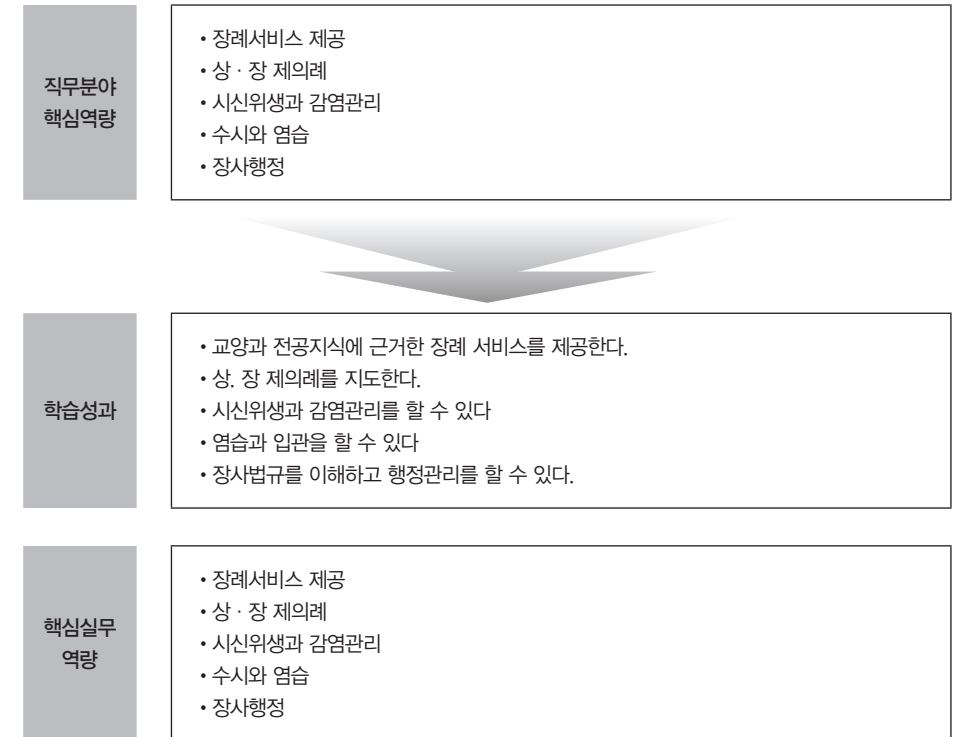 직무분야
핵심역량
• 장례서비스 제공
• 상 · 장 제의례
• 시신위생과 감염관리
• 수시와 염습
• 장사행정
학습성과
• 교양과 전공지식에 근거한 장례 서비스를 제공한다.
• 상. 장 제의례를 지도한다.
• 시신위생과 감염관리를 할 수 있다
• 염습과 입관을 할 수 있다
• 장사법규를 이해하고 행정관리를 할 수 있다.
핵심실무
역량
• 장례서비스 제공
• 상 · 장 제의례
• 시신위생과 감염관리
• 수시와 염습
• 장사행정